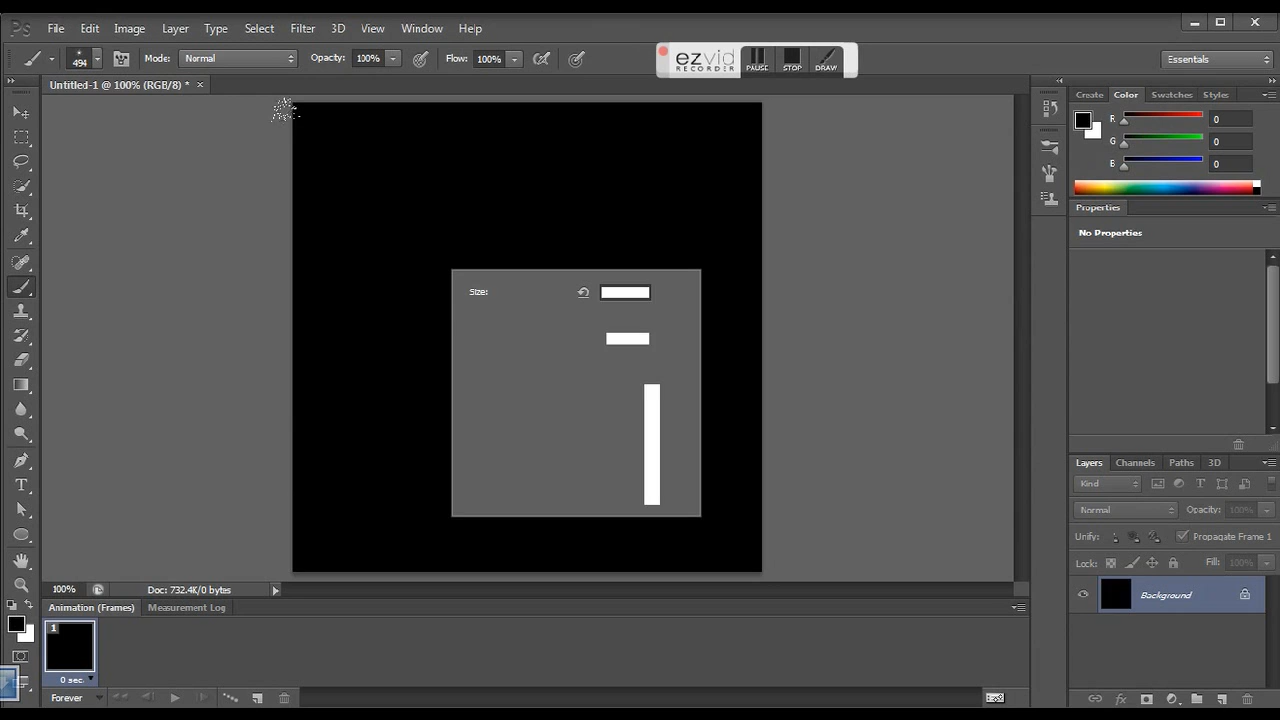 Ps File Edit Image Layer Type Select Filter 3D View Window Help
494 Mode: Normal Opacity: 100% Flow: 100% ezvid RECORDER PAUSE STOP DRAW Essentials
Untitled-1 @ 100% (RGB/8) * ×
Create Color Swatches Styles
R 0
G 0
B 0
Properties
No Properties
Size:
Layers Channels Paths 3D
Kind
Normal Opacity: 100%
Unify: Propagate Frame 1
Lock: Fill: 100%
Background
100% Doc: 732.4K/0 bytes
Animation (Frames) Measurement Log
1
0 sec.
Forever